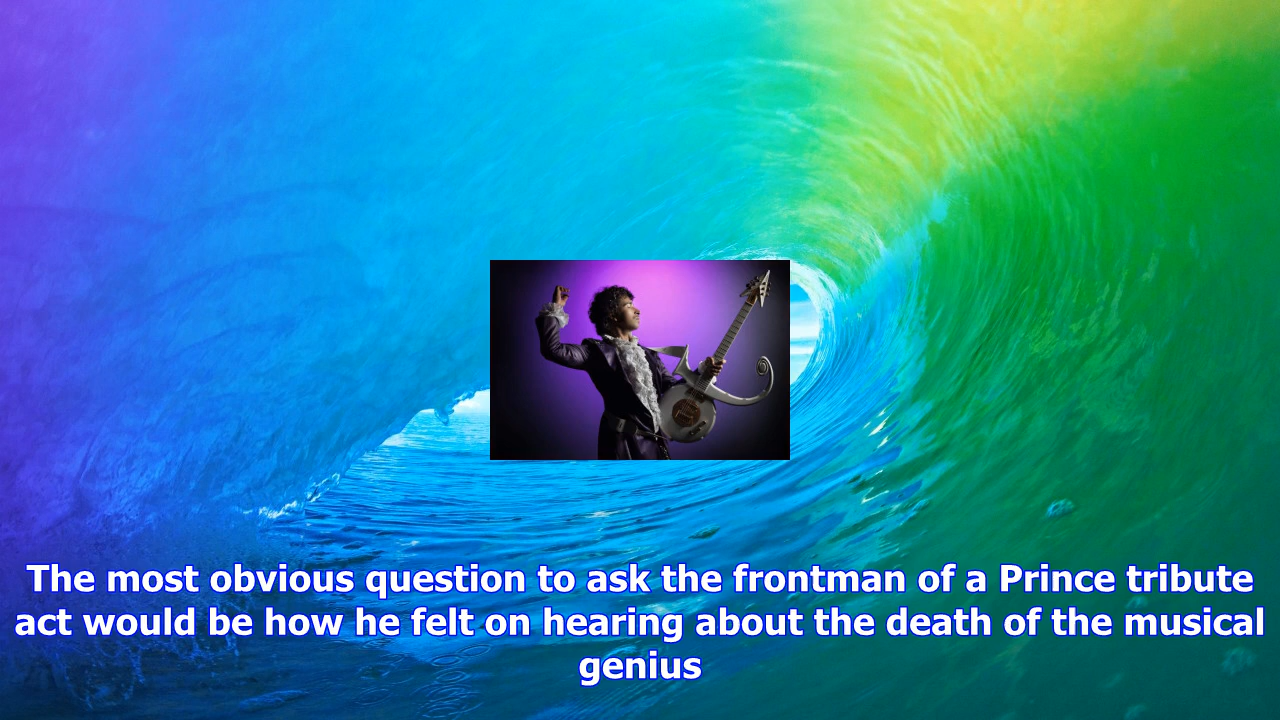 The most obvious question to ask the frontman of a Prince tribute
act would be how he felt on hearing about the death of the musical
genius